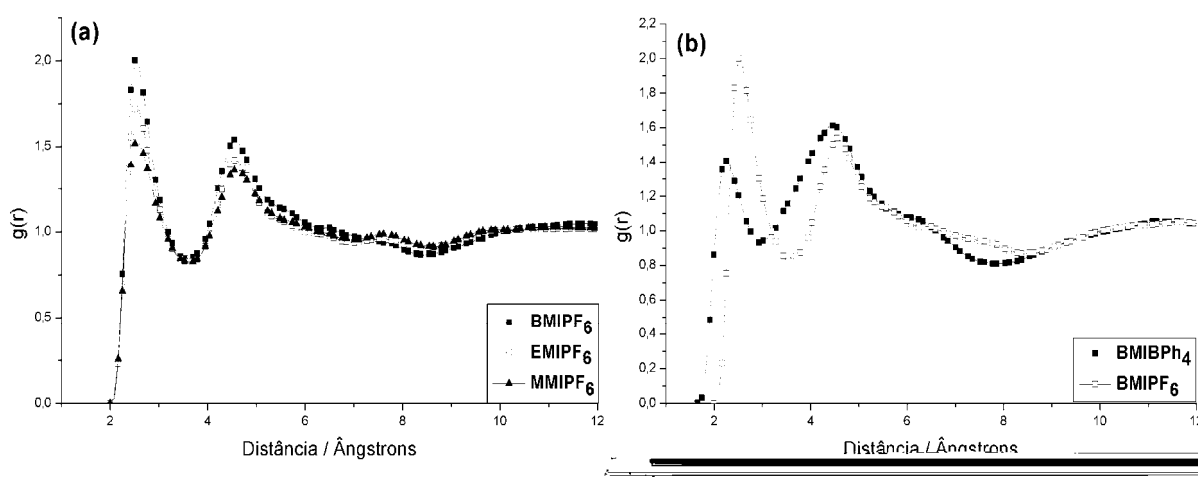 (a)
g(r)
2,0
1,5
1,0
0,5
0,0
2 4 6 8 10 12
Distância / Ângstrons
BMIPF6
EMIPF6
MMIPF6
(b)
g(r)
2,2
2,0
1,8
1,6
1,4
1,2
1,0
0,8
0,6
0,4
0,2
0,0
2 4 6 8 10 12
Distância / Ângstrons
BMIBPh4
BMIPF6